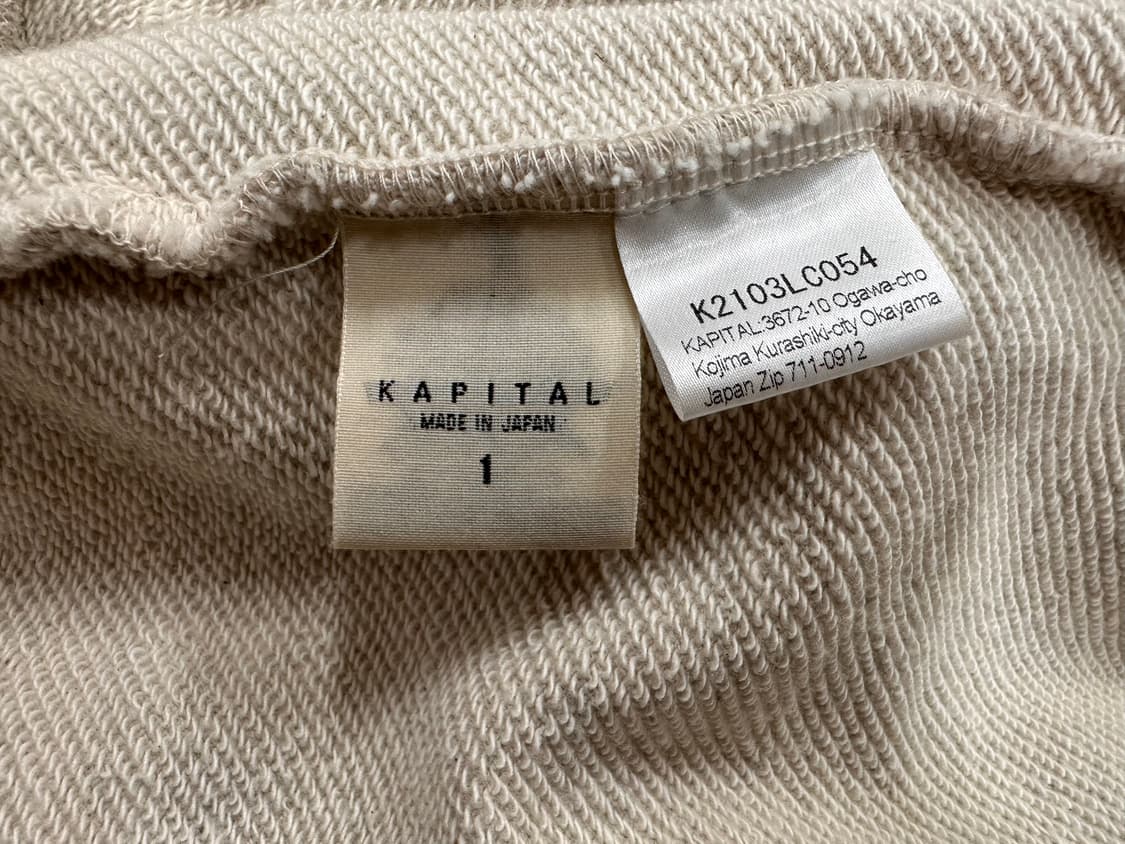 KAPITAL
MADE IN JAPAN
1
K2103LC054
KAPITAL:3672-10 Ogawa-cho
Kojima Kurashiki-city Okayama
Japan Zip 711-0912